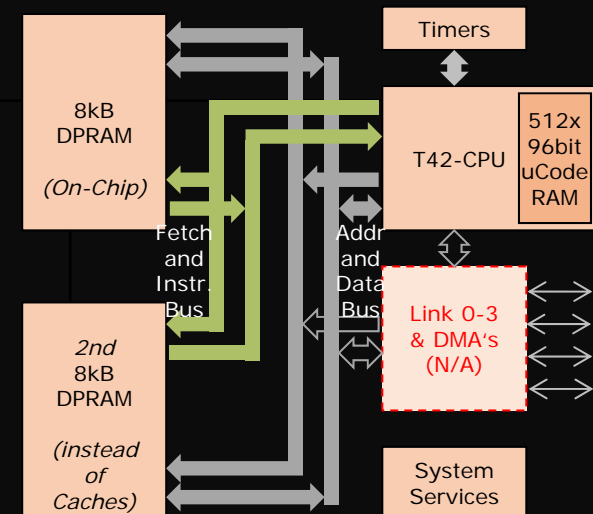 Timers
8kB
DPRAM
(On-Chip)
T42-CPU
512x
96bit
uCode
RAM
Fetch
and
Instr.
Bus
Addr
and
Data
Bus
Link 0-3
& DMA‘s
(N/A)
2nd
8kB
DPRAM
(instead
of
Caches)
System
Services